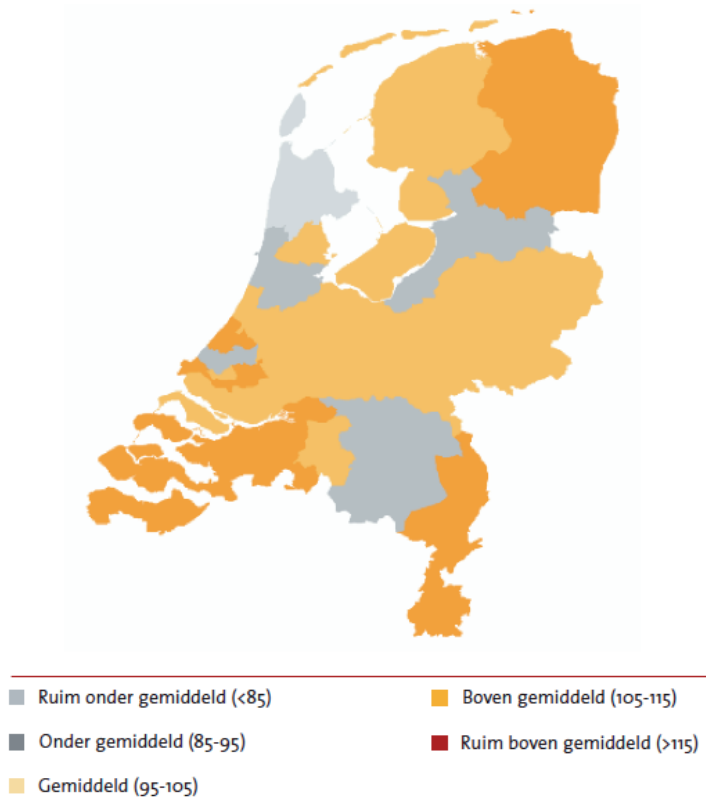 Ruim onder gemiddeld (<85)
Onder gemiddeld (85-95)
Gemiddeld (95-105)
Boven gemiddeld (105-115)
Ruim boven gemiddeld (>115)